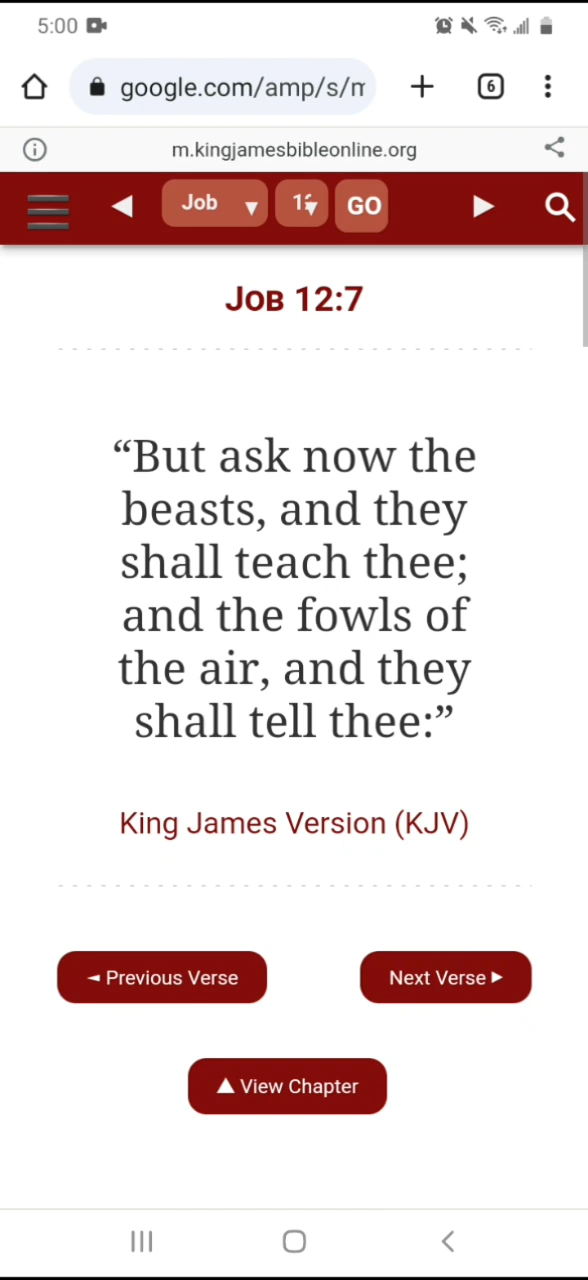 5:00
google.com/amp/s/m
6
m.kingjamesbibleonline.org
Job
GO
JOB 12:7
“But ask now the
beasts, and they
shall teach thee;
and the fowls of
the air, and they
shall tell thee:”
King James Version (KJV)
◄ Previous Verse
Next Verse ►
▲ View Chapter